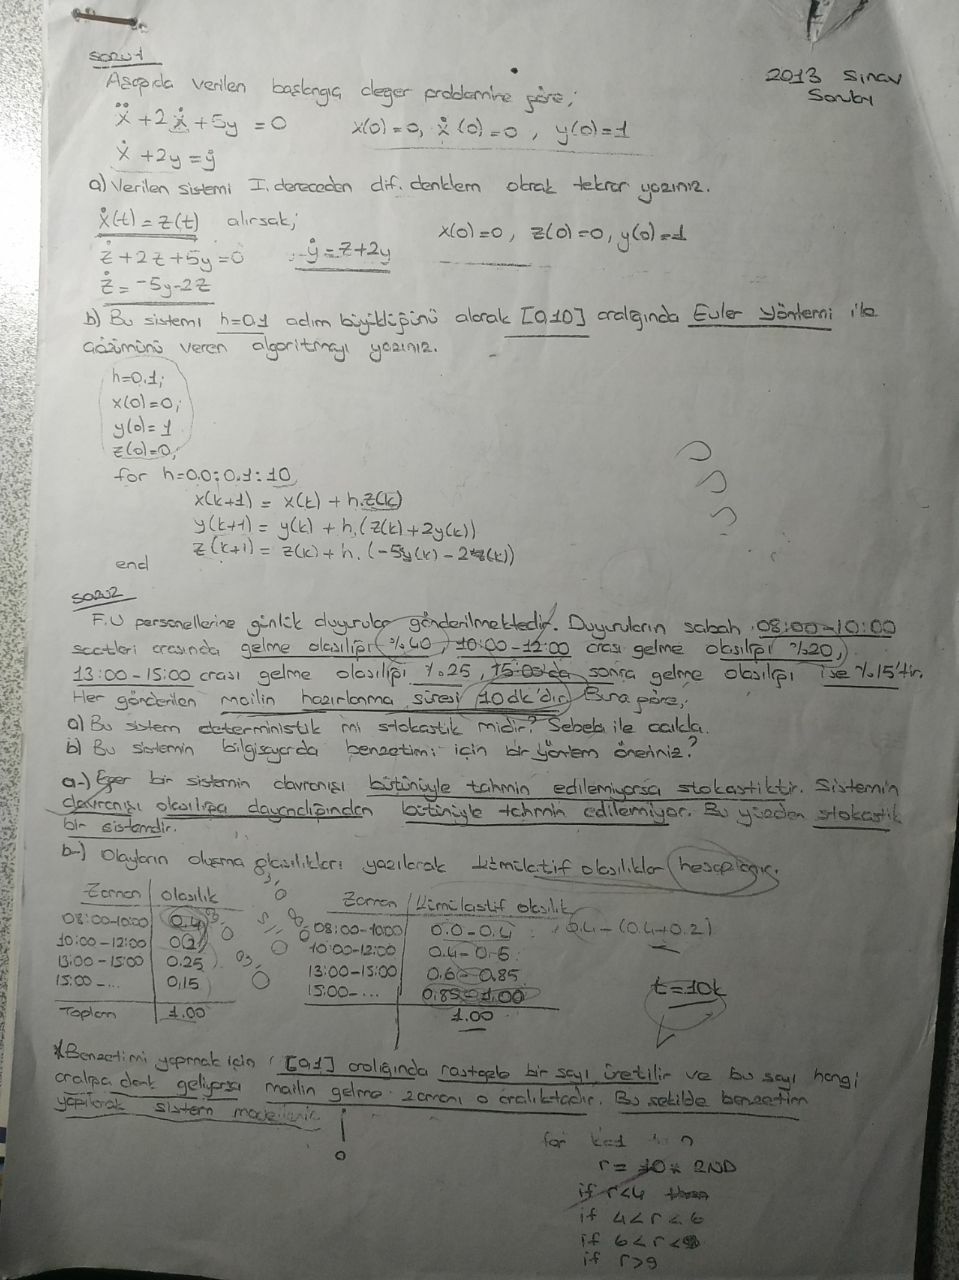 soru 1
2013 Sınav Soruları
Aşağıda verilen başlangıç değer problemine göre;
ẍ + 2ẋ + 5y = 0    x(0)=0, ẋ(0)=0, y(0)=1
ẋ + 2y = ẏ
a) Verilen sistemi I. dereceden dif. denklem olarak tekrar yazınız.
ẋ(t) = z(t) alırsak;    x(0)=0, z(0)=0, y(0)=1
ż + 2z + 5y = 0    ẏ = z+2y
ż = -5y-2z
b) Bu sistemi h=0,1 adım büyüklüğünü alarak [0,10] aralığında Euler yöntemi ile
çözümünü veren algoritmayı yazınız.
h=0.1;
x(0)=0;
y(0)=1
z(0)=0;
for h=0.0:0.1:10
x(k+1) = x(k) + h.z(k)
y(k+1) = y(k) + h.(z(k)+2y(k))
z(k+1) = z(k) + h.(-5y(k) - 2*z(k))
end
soru 2
F.Ü personellerine günlük duyurular gönderilmektedir. Duyuruların sabah 08:00-10:00
saatleri arasında gelme olasılığı %40, 10:00-12:00 arası gelme olasılığı %20,
13:00-15:00 arası gelme olasılığı %25, 15:00'da sonra gelme olasılığı ise %15'tir.
Her gönderilen mailin hazırlanma süresi 10dk'dır. Buna göre;
a) Bu sistem deterministik mi stokastik midir? Sebebi ile açıkla.
b) Bu sistemin bilgisayarda benzetimi için bir yöntem öneriniz?
a-) Eğer bir sistemin davranışı bütünüyle tahmin edilemiyorsa stokastiktir. Sistemin
davranışı olasılığa dayandığından bütünüyle tahmin edilemiyor. Bu yüzden stokastik
bir sistemdir.
b-) Olayların oluşma olasılıkları yazılarak kümülatif olasılıklar hesaplanır.
Zaman olasılık    Zaman Kümülastif olasılık
08:00-10:00 0.4    08:00-10:00 0.0-0.4    0.4-(0.4+0.2)
10:00-12:00 0.2    10:00-12:00 0.4-0.6
13:00-15:00 0.25    13:00-15:00 0.6-0.85
15:00-... 0,15    15:00-... 0.85-1.00
Toplam 1.00    1.00
t=10k
*Benzetimi yapmak için [0,1] aralığında rastgele bir sayı üretilir ve bu sayı hangi
aralığa denk geliyorsa mailin gelme zamanı o aralıktadır. Bu şekilde benzetim
yapılarak sistem modellenir !
for k=1 : n
r = 10 * RND
if r<4
if 4<r<6
if 6<r<9
if r>9